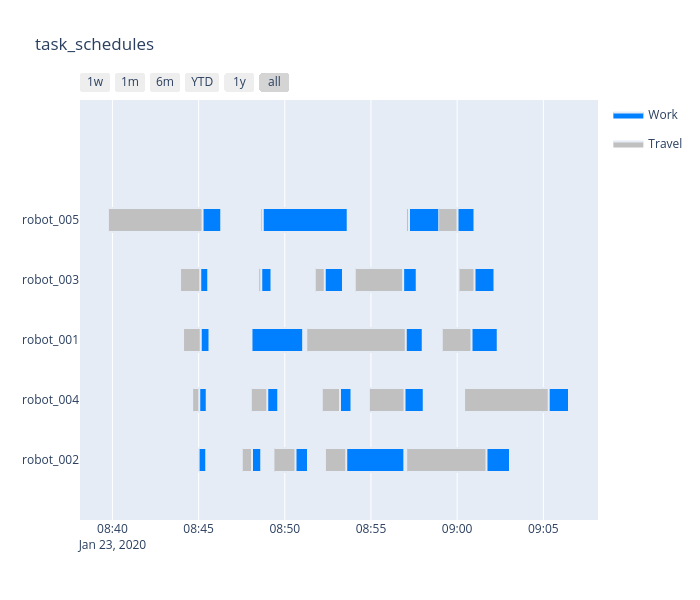 task_schedules
1w 1m 6m YTD 1y all
Work
Travel
robot_005
robot_003
robot_001
robot_004
robot_002
08:40 08:45 08:50 08:55 09:00 09:05
Jan 23, 2020